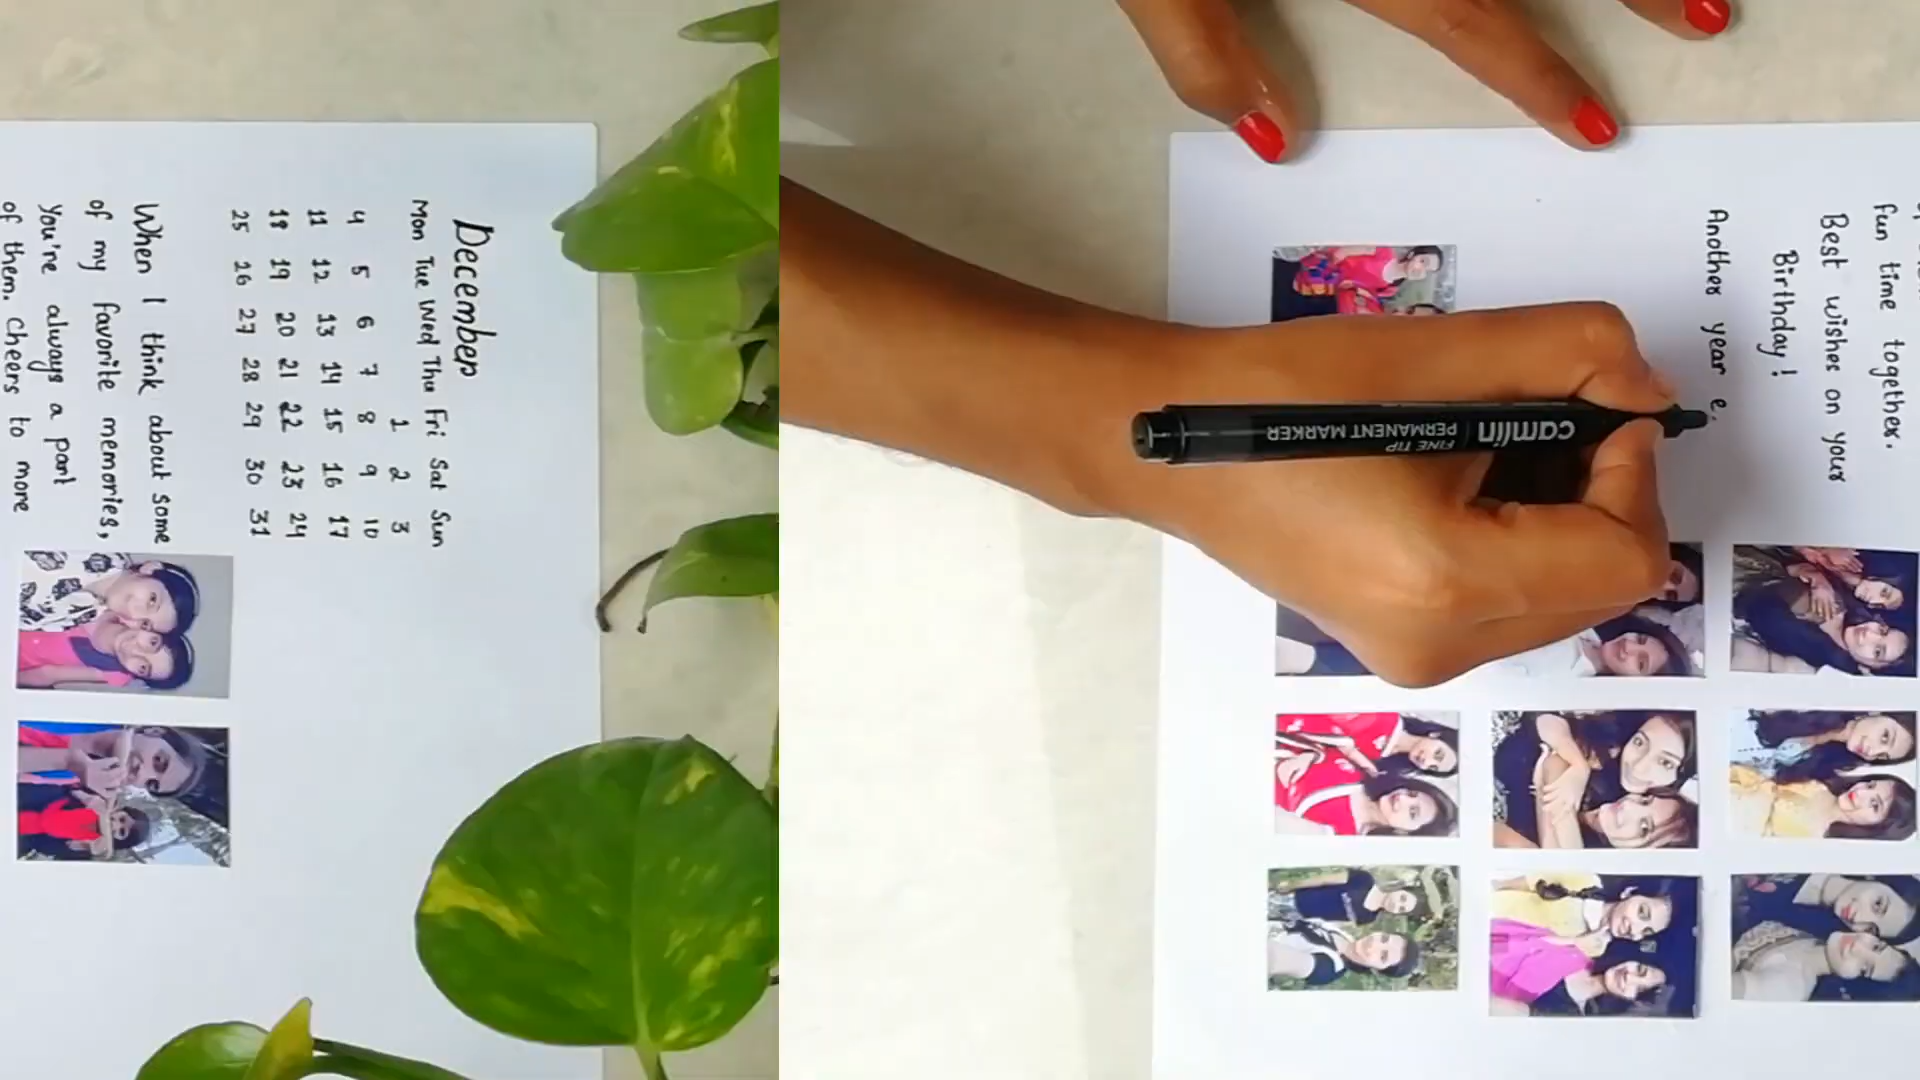 December
Mon Tue Wed Thu Fri Sat Sun
1 2 3
4 5 6 7 8 9 10
11 12 13 14 15 16 17
18 19 20 21 22 23 24
25 26 27 28 29 30 31
When I think about some
of my favorite memories,
You're always a part
of them. Cheers to more
fun time together.
Best wishes on your
Birthday!
Another year e
camlin
FINE TIP
PERMANENT MARKER